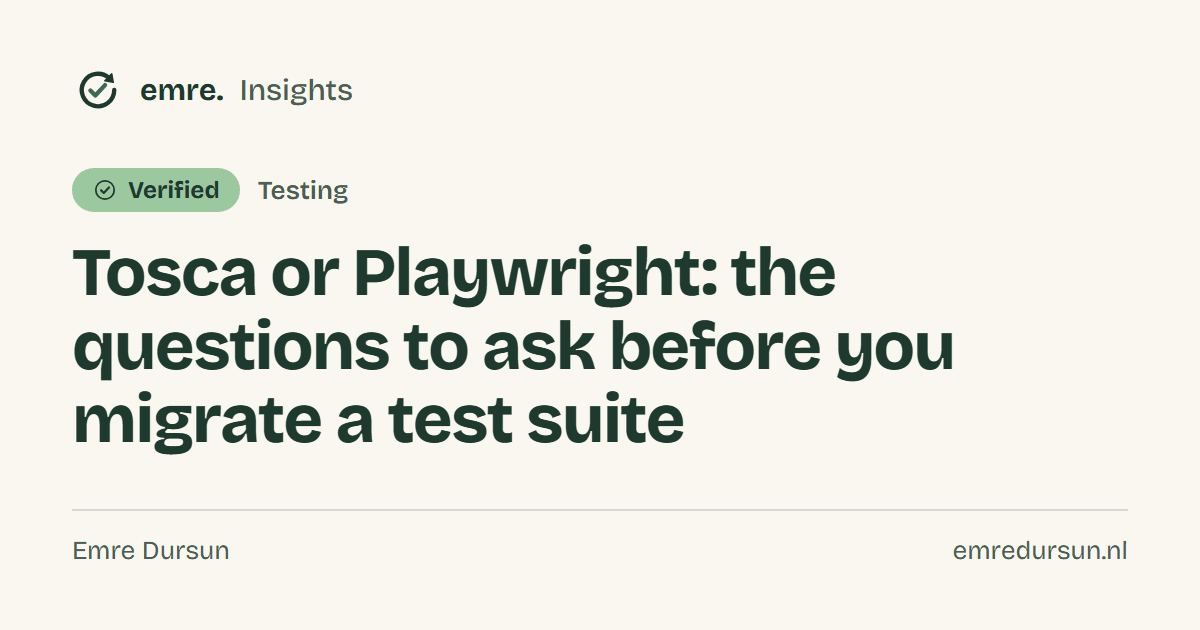 emre. Insights
Verified Testing
Tosca or Playwright: the
questions to ask before you
migrate a test suite
Emre Dursun
emredursun.nl